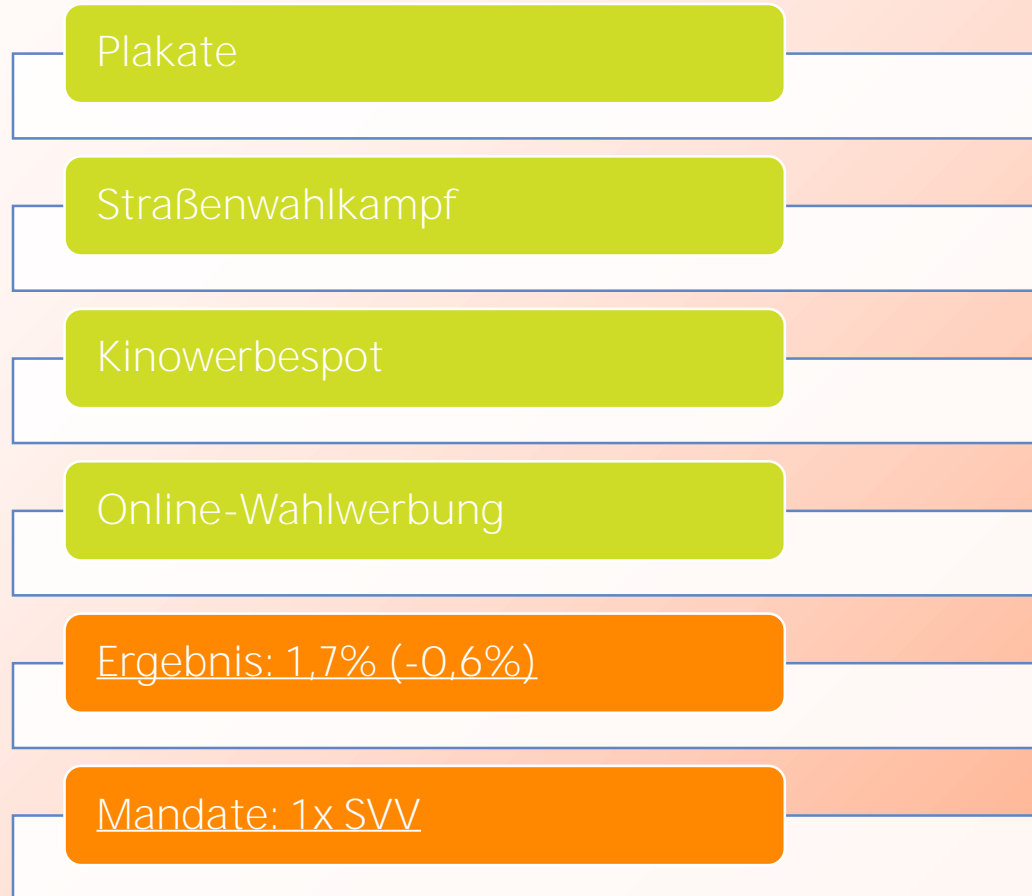 Plakate
Straßenwahlkampf
Kinowerbespot
Online-Wahlwerbung
Ergebnis: 1,7% (-0,6%)
Mandate: 1x SVV